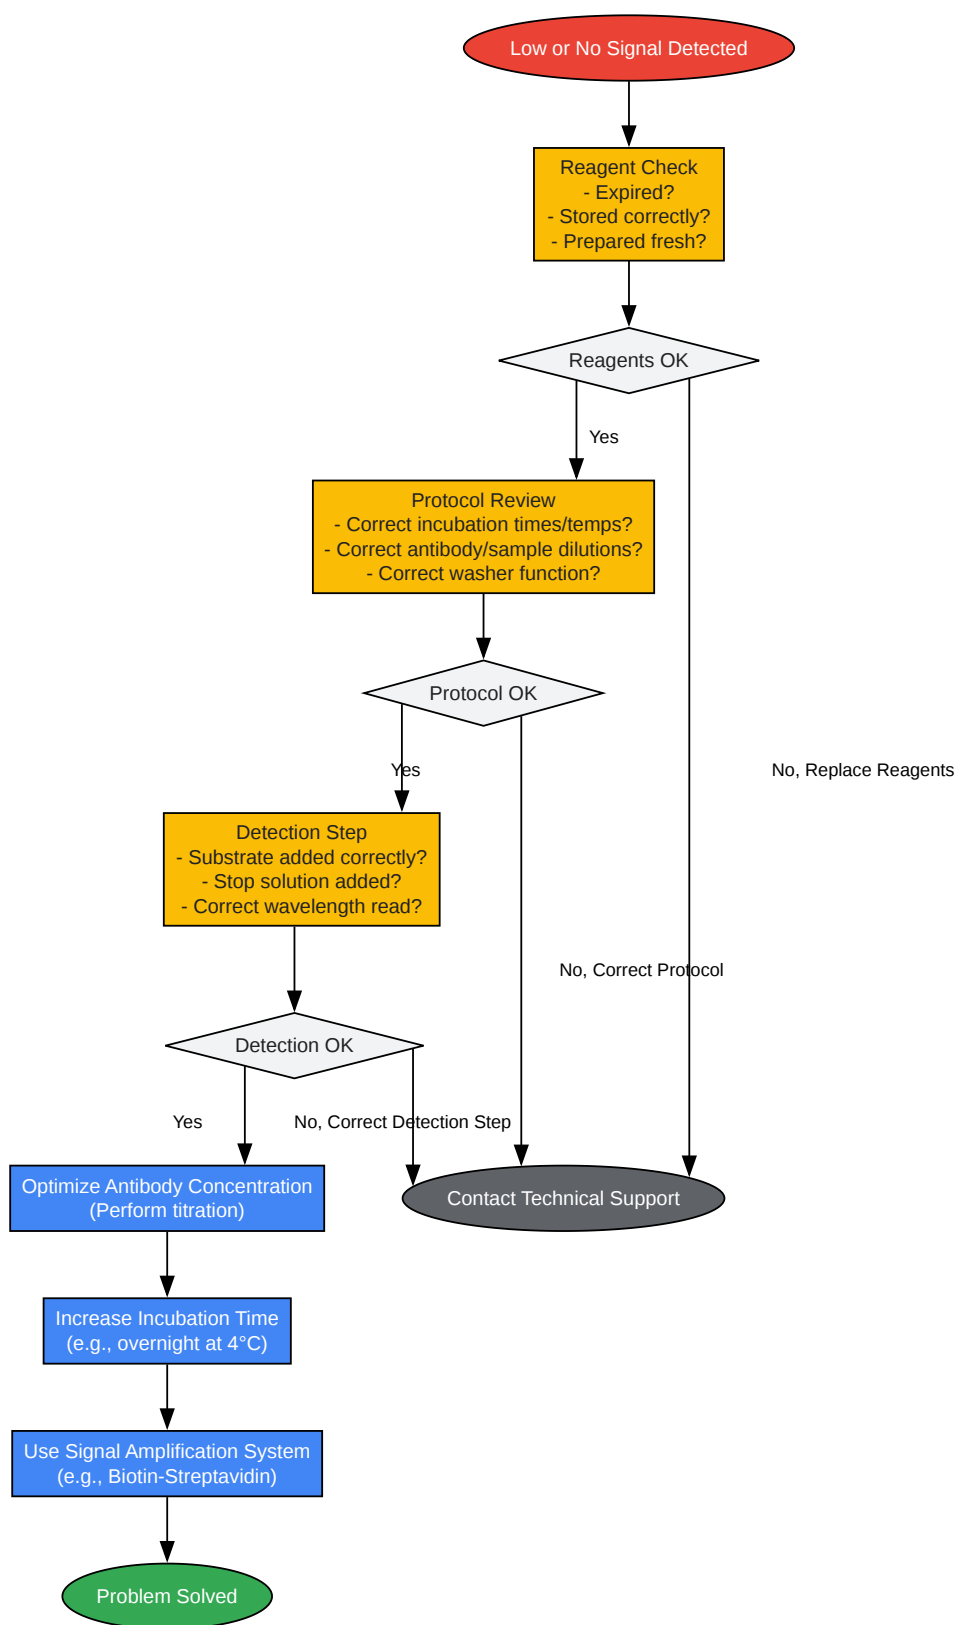 Low or No Signal Detected
Reagent Check
- Expired?
- Stored correctly?
- Prepared fresh?
Reagents OK
Yes
Protocol Review
- Correct incubation times/temps?
- Correct antibody/sample dilutions?
- Correct washer function?
Protocol OK
Yes
No, Replace Reagents
Detection Step
- Substrate added correctly?
- Stop solution added?
- Correct wavelength read?
No, Correct Protocol
Detection OK
Yes
No, Correct Detection Step
Optimize Antibody Concentration
(Perform titration)
Contact Technical Support
Increase Incubation Time
(e.g., overnight at 4°C)
Use Signal Amplification System
(e.g., Biotin-Streptavidin)
Problem Solved